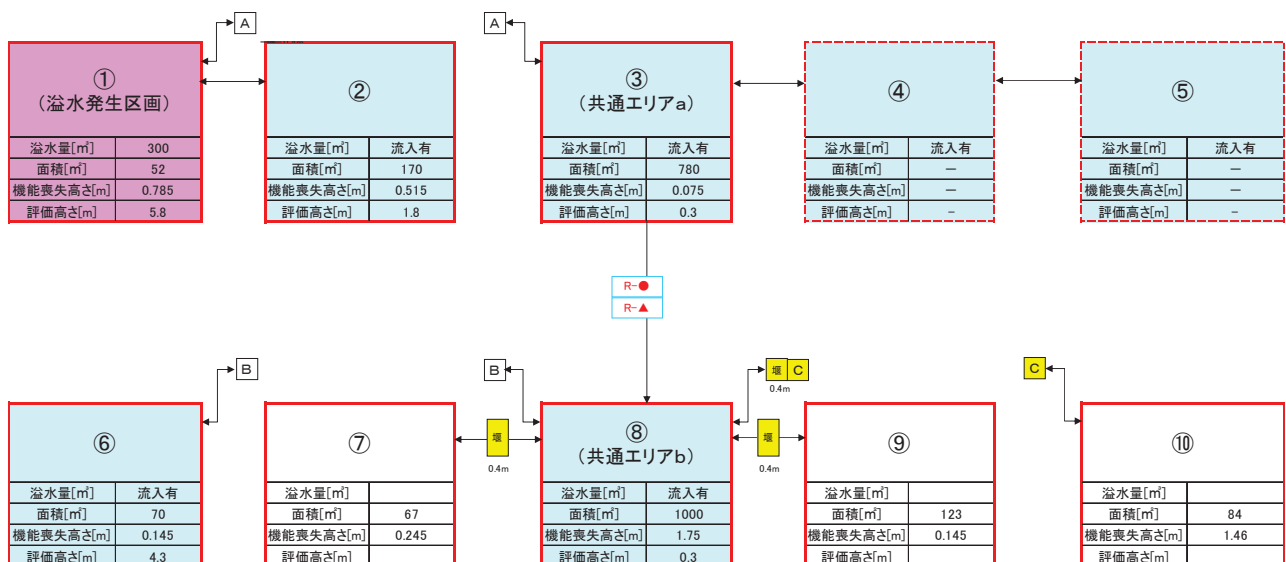 A
A
①
(溢水発生区画)
溢水量[㎥] 300
面積[㎡] 52
機能喪失高さ[m] 0.785
評価高さ[m] 5.8
②
溢水量[㎥] 流入有
面積[㎡] 170
機能喪失高さ[m] 0.515
評価高さ[m] 1.8
③
(共通エリアa)
溢水量[㎥] 流入有
面積[㎡] 780
機能喪失高さ[m] 0.075
評価高さ[m] 0.3
④
溢水量[㎥] 流入有
面積[㎡] －
機能喪失高さ[m] －
評価高さ[m] -
⑤
溢水量[㎥] 流入有
面積[㎡] －
機能喪失高さ[m] －
評価高さ[m] -
R-●
R-▲
B
B
堰 C
0.4m
C
⑥
溢水量[㎥] 流入有
面積[㎡] 70
機能喪失高さ[m] 0.145
評価高さ[m] 4.3
⑦
溢水量[㎥]
面積[㎡] 67
機能喪失高さ[m] 0.245
評価高さ[m]
堰
0.4m
⑧
(共通エリアb)
溢水量[㎥] 流入有
面積[㎡] 1000
機能喪失高さ[m] 1.75
評価高さ[m] 0.3
堰
0.4m
⑨
溢水量[㎥]
面積[㎡] 123
機能喪失高さ[m] 0.145
評価高さ[m]
⑩
溢水量[㎥]
面積[㎡] 84
機能喪失高さ[m] 1.46
評価高さ[m]